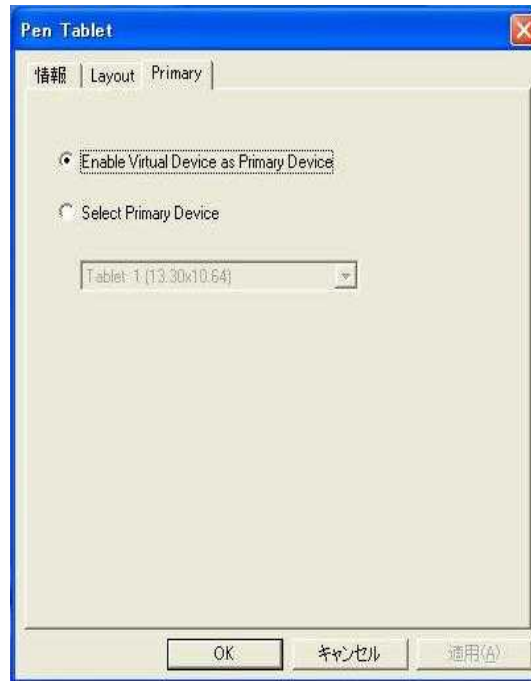 Pen Tablet
情報 Layout Primary
Enable Virtual Device as Primary Device
Select Primary Device
Tablet 1 (13.30x10.64)
OK キャンセル 適用(A)